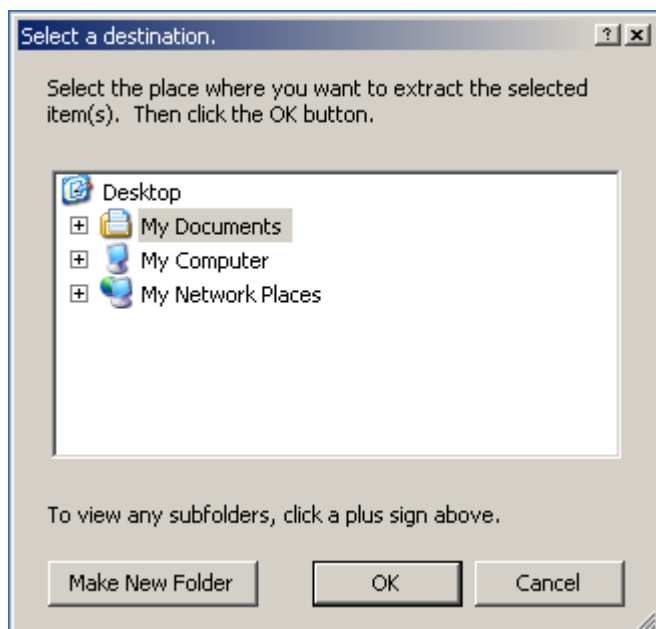 Select a destination.
Select the place where you want to extract the selected
item(s).  Then click the OK button.
Desktop
My Documents
My Computer
My Network Places
To view any subfolders, click a plus sign above.
Make New Folder OK Cancel